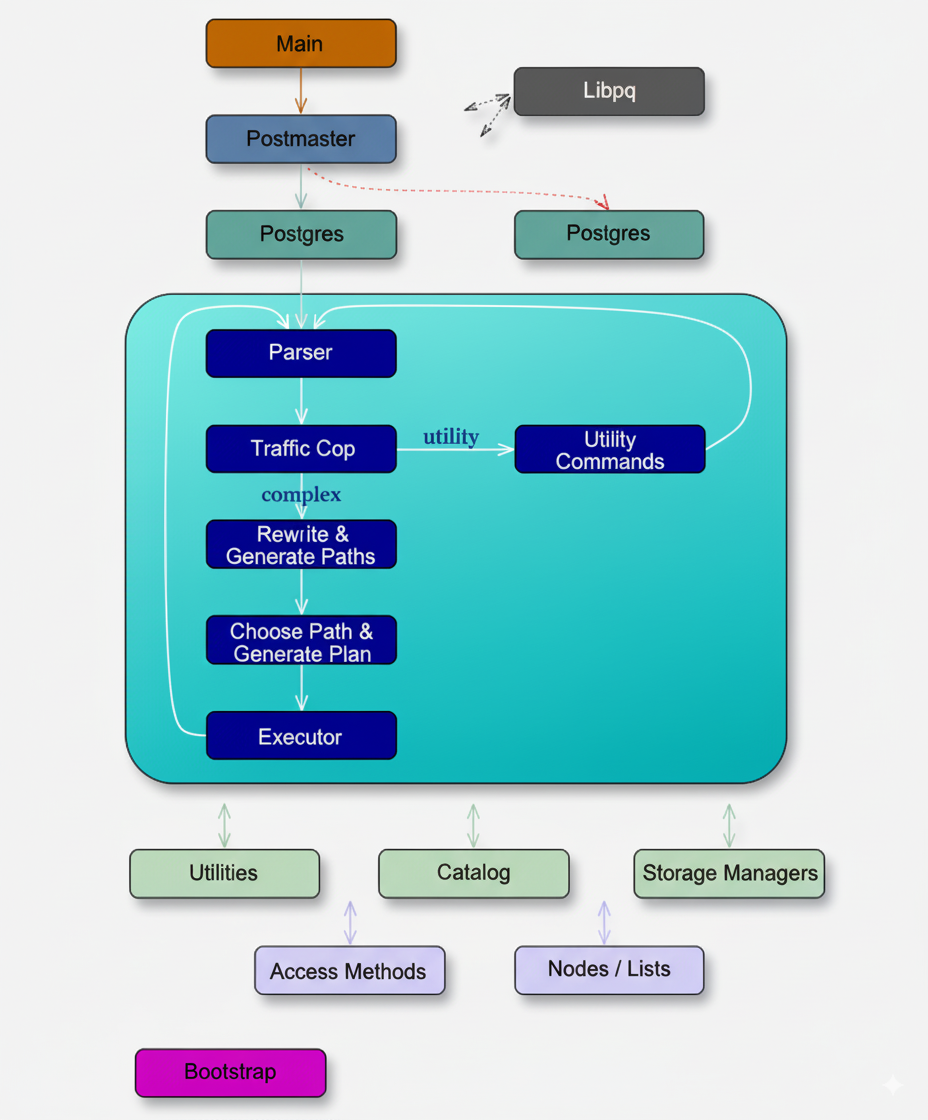 Main
Libpq
Postmaster
Postgres
Postgres
Parser
Traffic Cop
utility
Utility
Commands
complex
Rewrite &
Generate Paths
Choose Path &
Generate Plan
Executor
Utilities
Catalog
Storage Managers
Access Methods
Nodes / Lists
Bootstrap